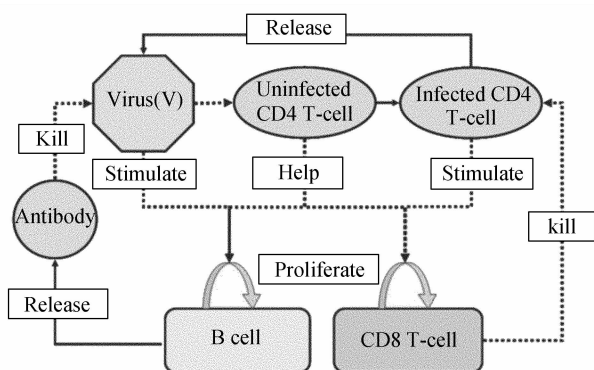 Release
Virus(V)
Uninfected
CD4 T-cell
Infected CD4
T-cell
Kill
Stimulate
Help
Stimulate
Antibody
kill
Proliferate
Release
B cell
CD8 T-cell